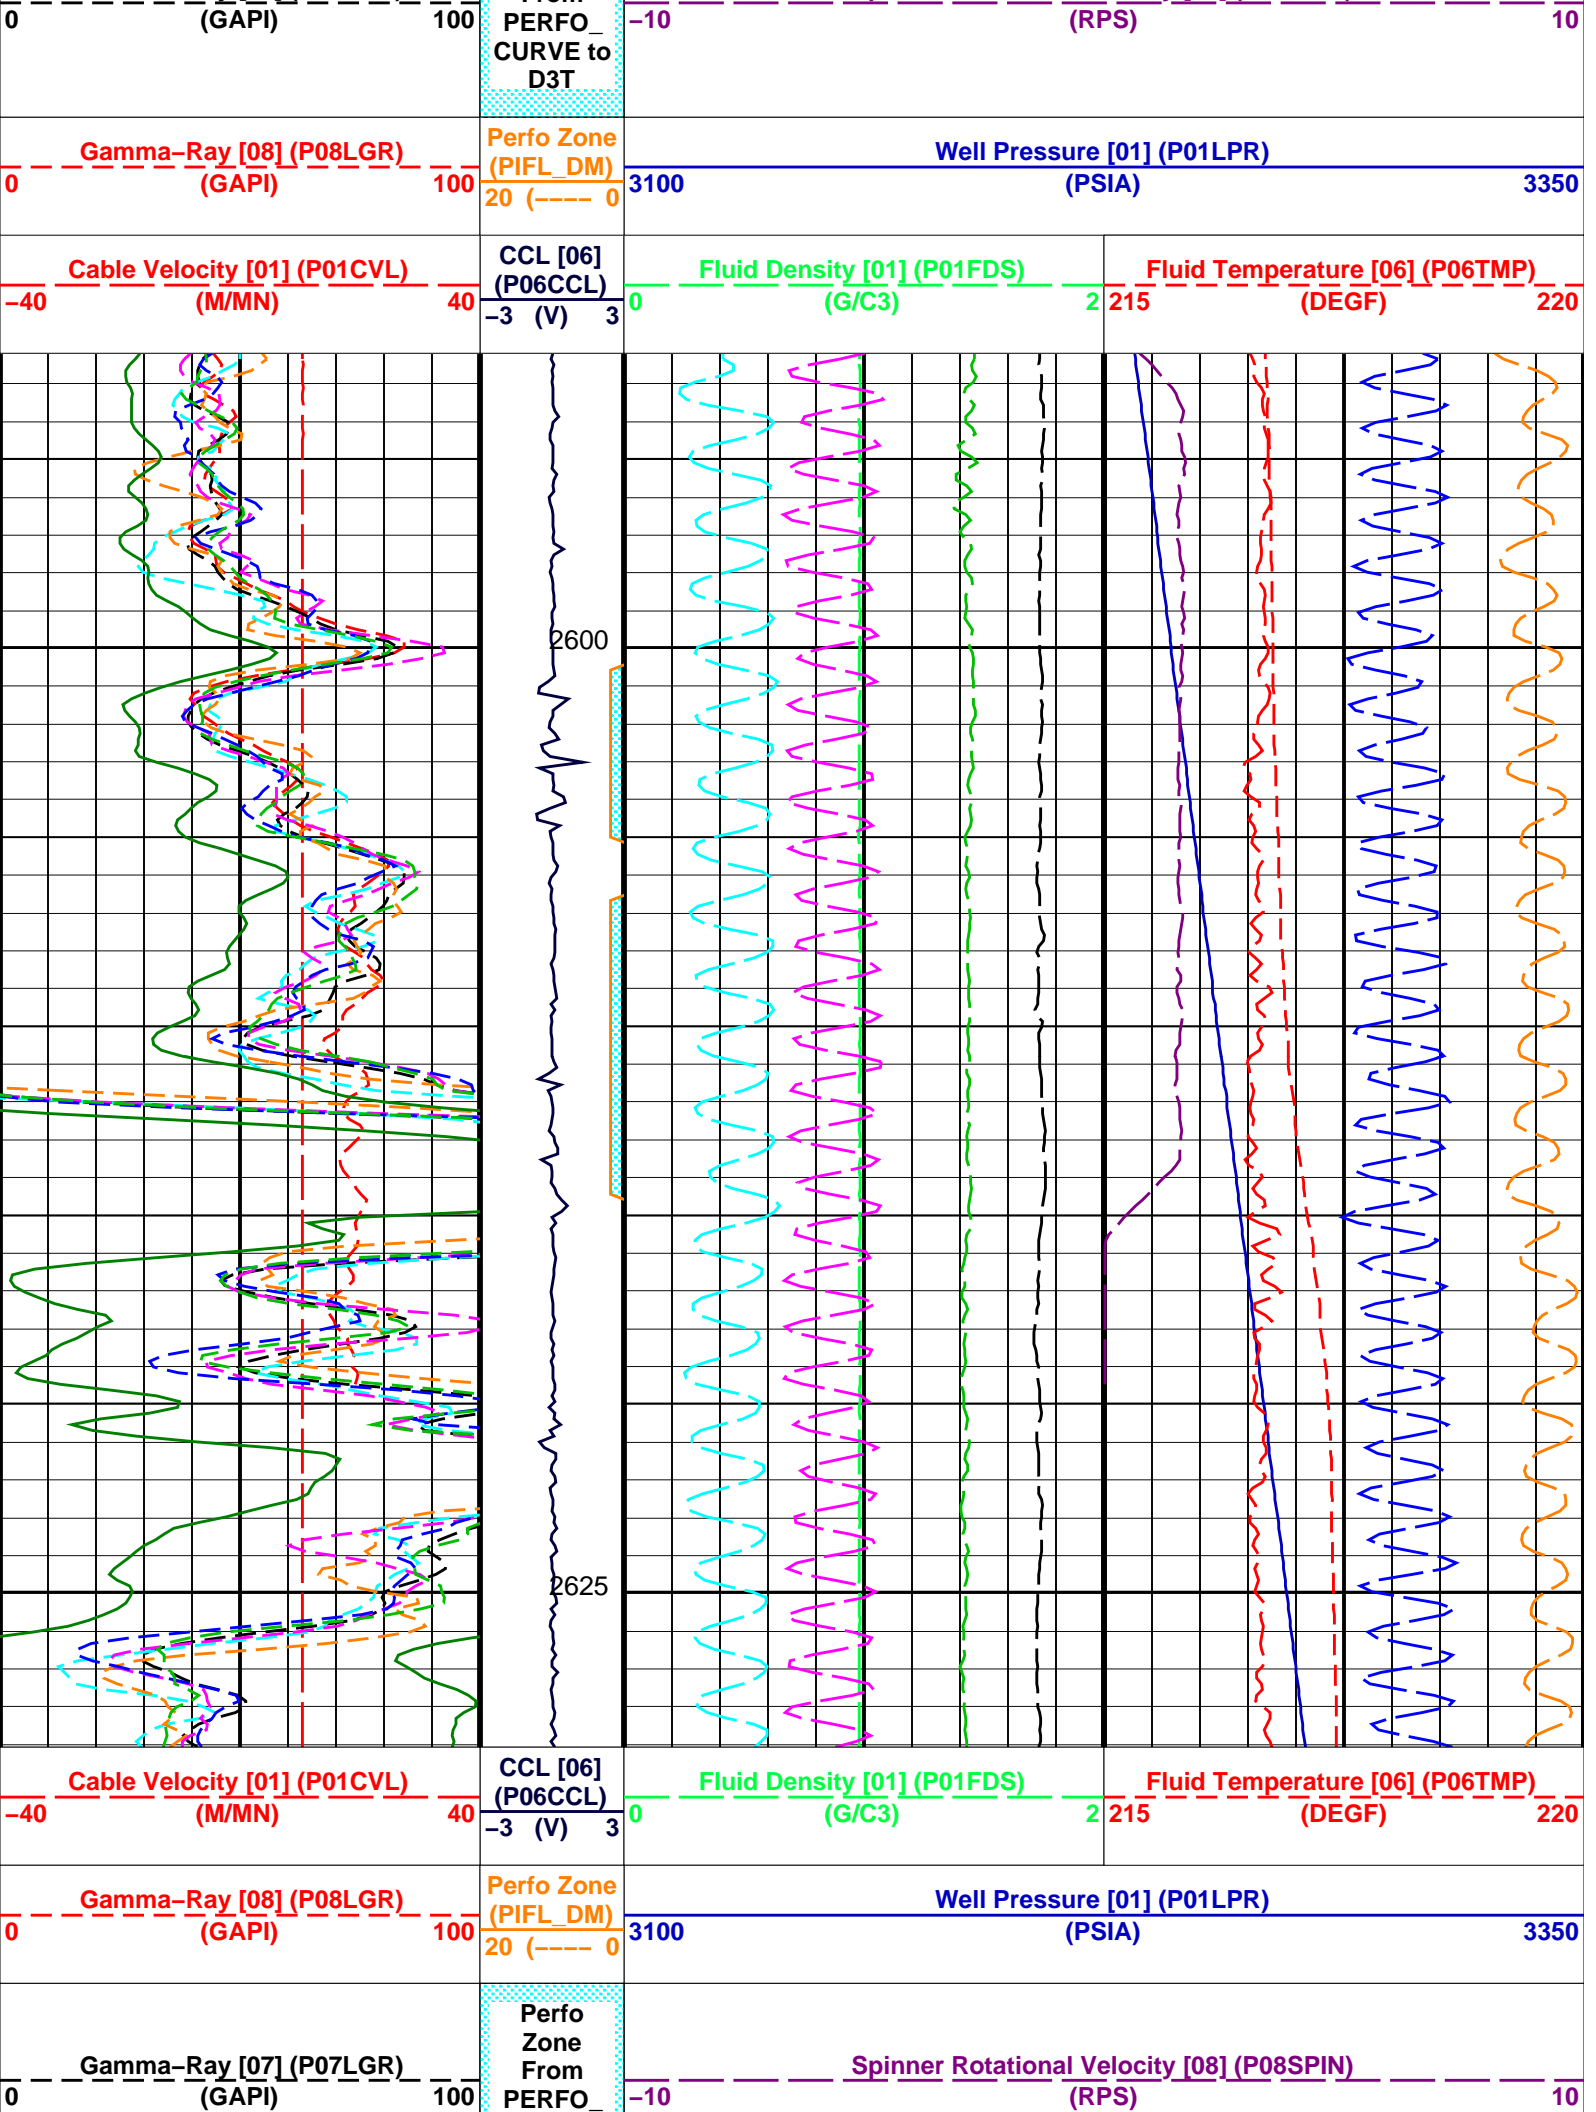 0 (GAPI) 100
PERFO_
CURVE to
D3T
−10 (RPS) 10
Gamma−Ray [08] (P08LGR)
0 (GAPI) 100
Perfo Zone
(PIFL_DM)
20 (−−−− 0
Well Pressure [01] (P01LPR)
3100 (PSIA) 3350
Cable Velocity [01] (P01CVL)
−40 (M/MN) 40
CCL [06]
(P06CCL)
−3 (V) 3
Fluid Density [01] (P01FDS)
0 (G/C3) 2
Fluid Temperature [06] (P06TMP)
215 (DEGF) 220
2600
2625
Cable Velocity [01] (P01CVL)
−40 (M/MN) 40
CCL [06]
(P06CCL)
−3 (V) 3
Fluid Density [01] (P01FDS)
0 (G/C3) 2
Fluid Temperature [06] (P06TMP)
215 (DEGF) 220
Gamma−Ray [08] (P08LGR)
0 (GAPI) 100
Perfo Zone
(PIFL_DM)
20 (−−−− 0
Well Pressure [01] (P01LPR)
3100 (PSIA) 3350
Gamma−Ray [07] (P07LGR)
0 (GAPI) 100
Perfo
Zone
From
PERFO_
Spinner Rotational Velocity [08] (P08SPIN)
−10 (RPS) 10